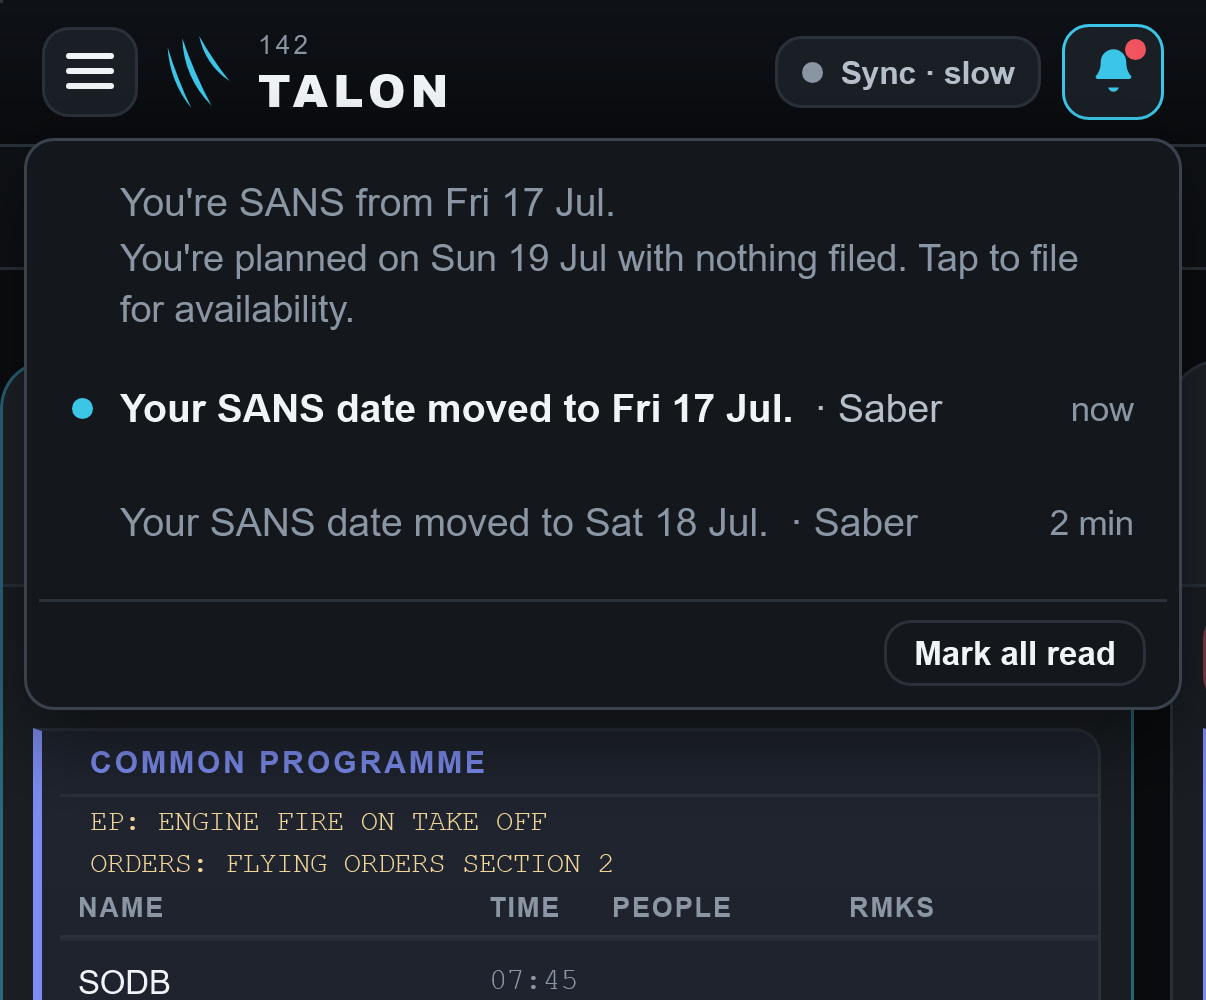 142
TALON
Sync · slow
You're SANS from Fri 17 Jul.
You're planned on Sun 19 Jul with nothing filed. Tap to file
for availability.
Your SANS date moved to Fri 17 Jul. · Saber now
Your SANS date moved to Sat 18 Jul. · Saber 2 min
Mark all read
COMMON PROGRAMME
EP: ENGINE FIRE ON TAKE OFF
ORDERS: FLYING ORDERS SECTION 2
NAME TIME PEOPLE RMKS
SODB 07:45